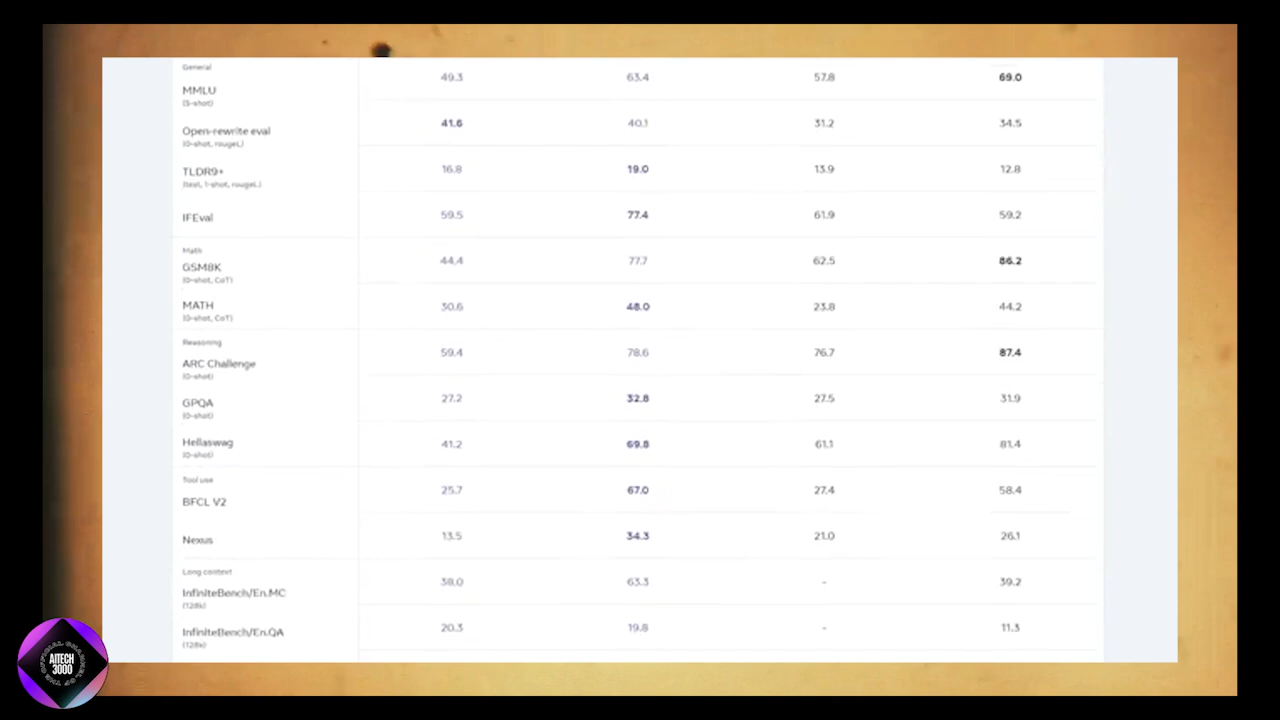 General
MMLU 49.3 63.4 57.8 69.0
(5-shot)
Open-rewrite eval 41.6 40.1 31.2 34.5
(0-shot, rougeL)
TLDR9+ 16.8 19.0 13.9 12.8
(test, 1-shot, rougeL)
IFEval 59.5 77.4 61.9 59.2
Math
GSM8K 44.4 77.7 62.5 86.2
(0-shot, CoT)
MATH 30.6 48.0 23.8 44.2
(0-shot, CoT)
Reasoning
ARC Challenge 59.4 78.6 76.7 87.4
(0-shot)
GPQA 27.2 32.8 27.5 31.9
(0-shot)
Hellaswag 41.2 69.8 61.1 81.4
(0-shot)
Tool use
BFCL V2 25.7 67.0 27.4 58.4
Nexus 13.5 34.3 21.0 26.1
Long context
InfiniteBench/En.MC 38.0 63.3 - 39.2
(128k)
InfiniteBench/En.QA 20.3 19.8 - 11.3
(128k)
AITECH
3000